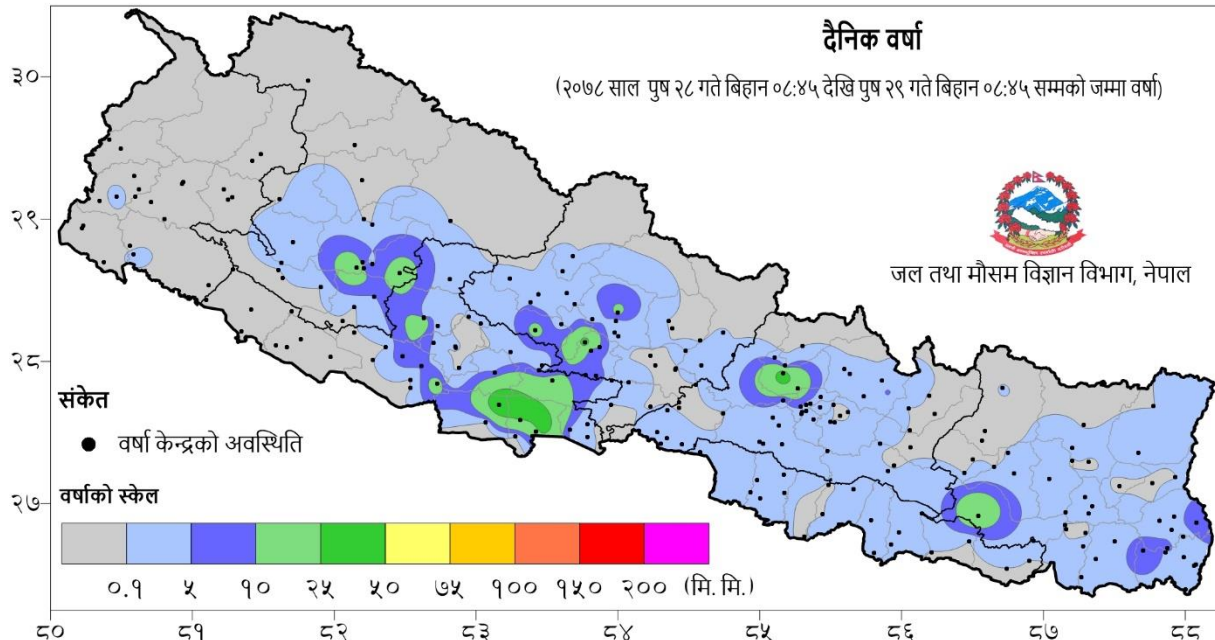 दैनिक वर्षा
(२०७८ साल पुष २८ गते बिहान ०८:४५ देखि पुष २९ गते बिहान ०८:४५ सम्मको जम्मा वर्षा)
३०
२९
जल तथा मौसम विज्ञान विभाग, नेपाल
२८
संकेत
वर्षा केन्द्रको अवस्थिति
वर्षाको स्केल
२७
०.१ ५ १० २५ ५० ७५ १०० १५० २०० (मि. मि.)
८० ८१ ८२ ८३ ८४ ८५ ८६ ८७ ८८